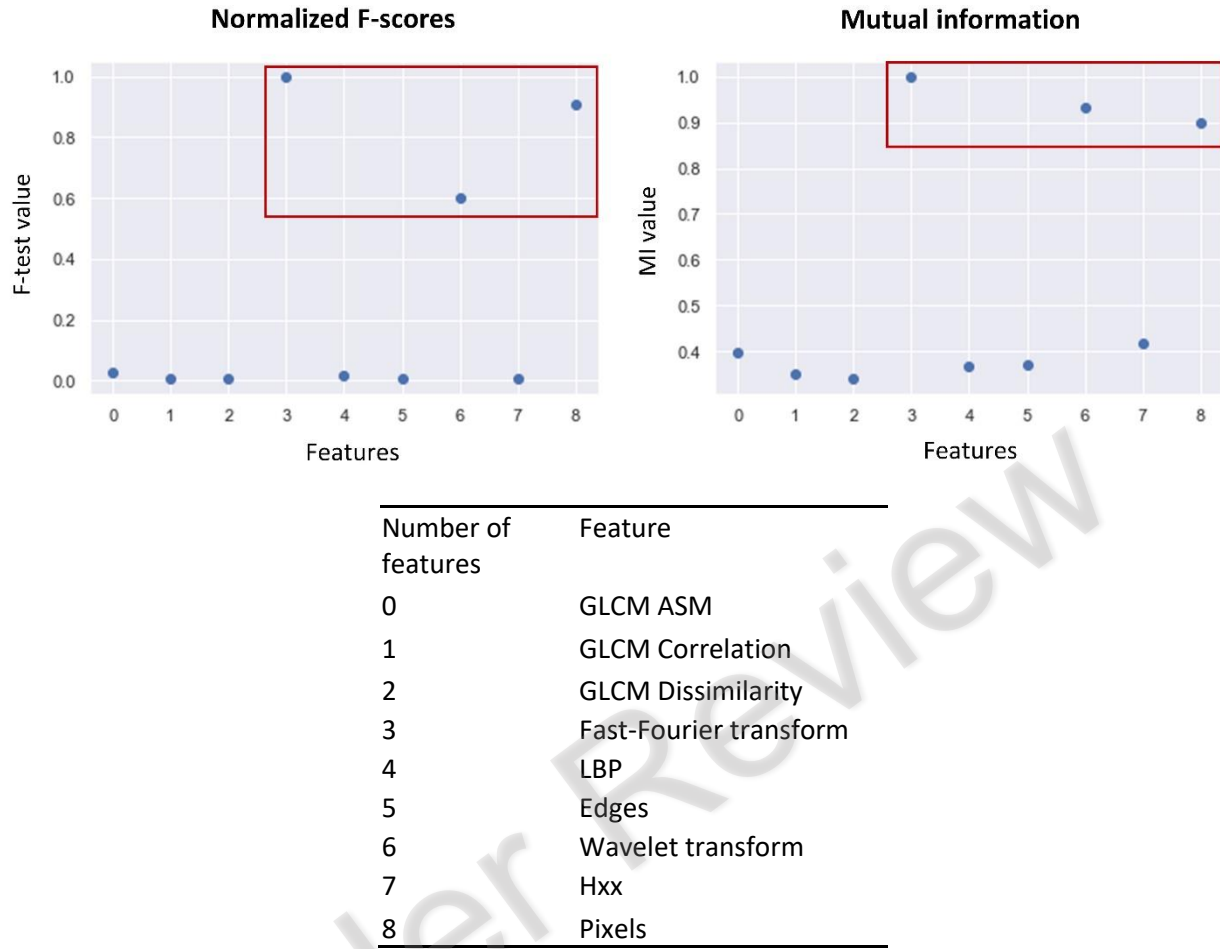 Normalized F-scores
Mutual information
F-test value
1.0
0.8
0.6
0.4
0.2
0.0
0 1 2 3 4 5 6 7 8
Features
MI value
1.0
0.9
0.8
0.7
0.6
0.5
0.4
0 1 2 3 4 5 6 7 8
Features
Number of features Feature
0 GLCM ASM
1 GLCM Correlation
2 GLCM Dissimilarity
3 Fast-Fourier transform
4 LBP
5 Edges
6 Wavelet transform
7 Hxx
8 Pixels
Review